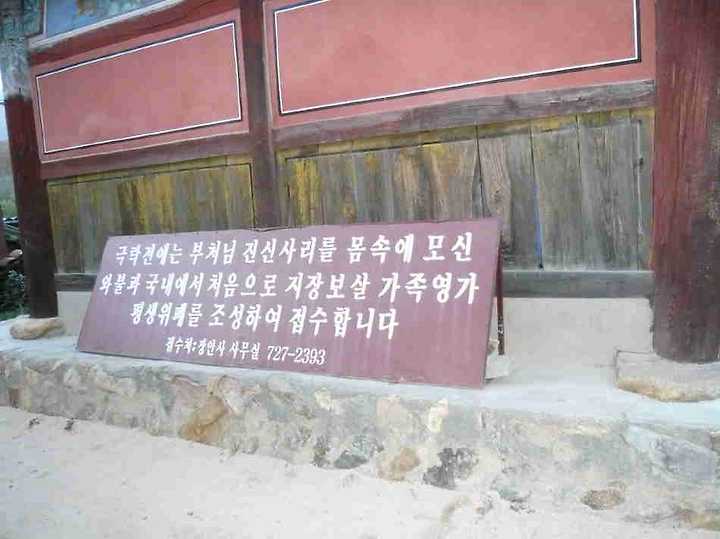 극락전에는 부처님 진신사리를 몸속에 모신
와불과 국내에서 처음으로 지장보살 가족영가
평생위패를 조성하여 접수합니다
접수처:장안사 사무실 727-2393